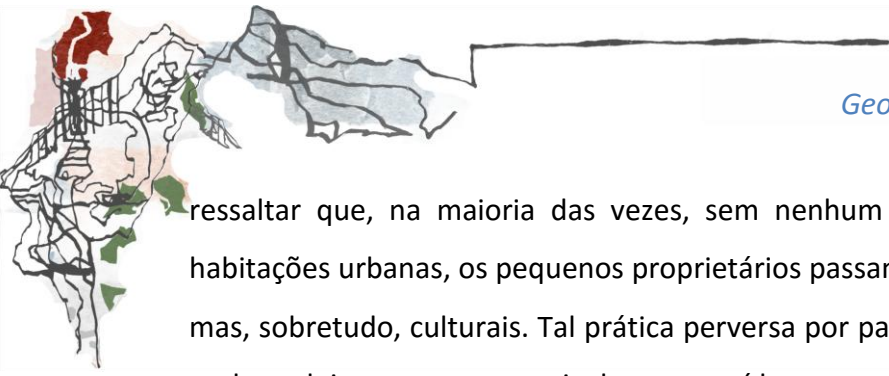 Geo
ressaltar que, na maioria das vezes, sem nenhum
habitações urbanas, os pequenos proprietários passar
mas, sobretudo, culturais. Tal prática perversa por pa